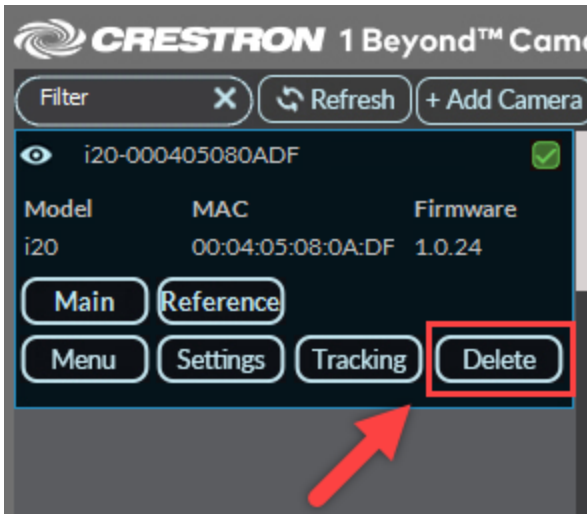 CRESTRON 1 Beyond™ Came
Filter X Refresh + Add Camera
i20-000405080ADF
Model MAC Firmware
i20 00:04:05:08:0A:DF 1.0.24
Main Reference
Menu Settings Tracking Delete